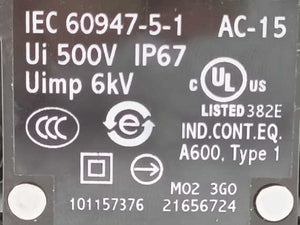 IEC 60947-5-1 AC-15
Ui 500V IP67
Uimp 6kV
C UL US
LISTED 382E
CCC e
IND.CONT.EQ.
A600, Type 1
M02 3G0
101157376 21656724